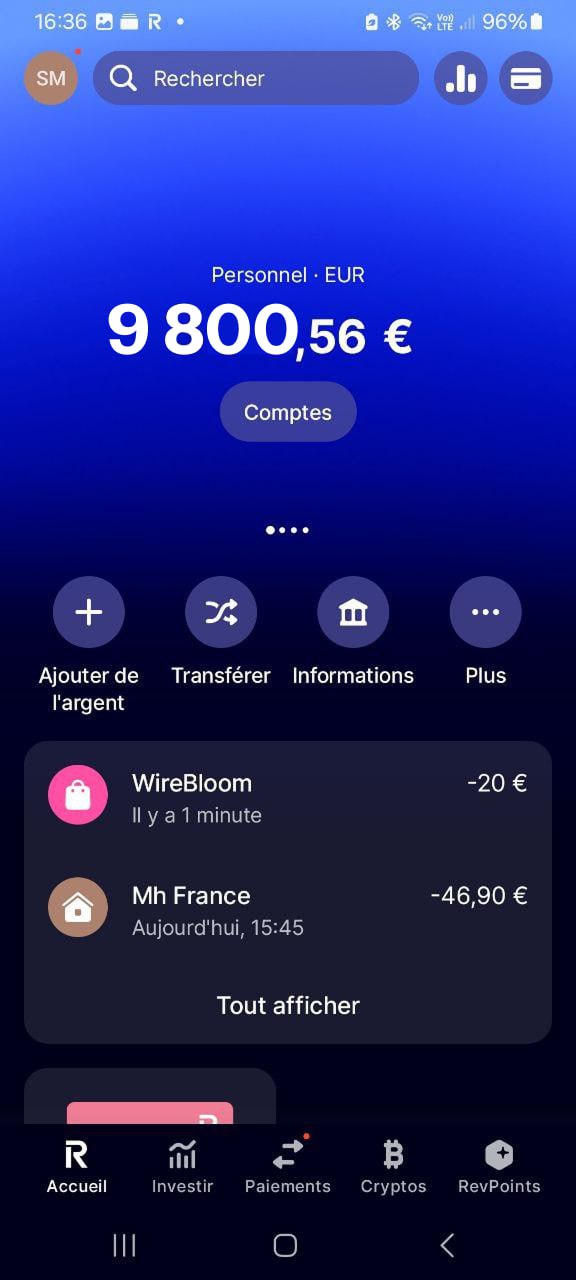 16:36 96%
SM Rechercher
Personnel · EUR
9 800,56 €
Comptes
Ajouter de l'argent
Transférer
Informations
Plus
WireBloom -20 €
Il y a 1 minute
Mh France -46,90 €
Aujourd'hui, 15:45
Tout afficher
Accueil Investir Paiements Cryptos RevPoints